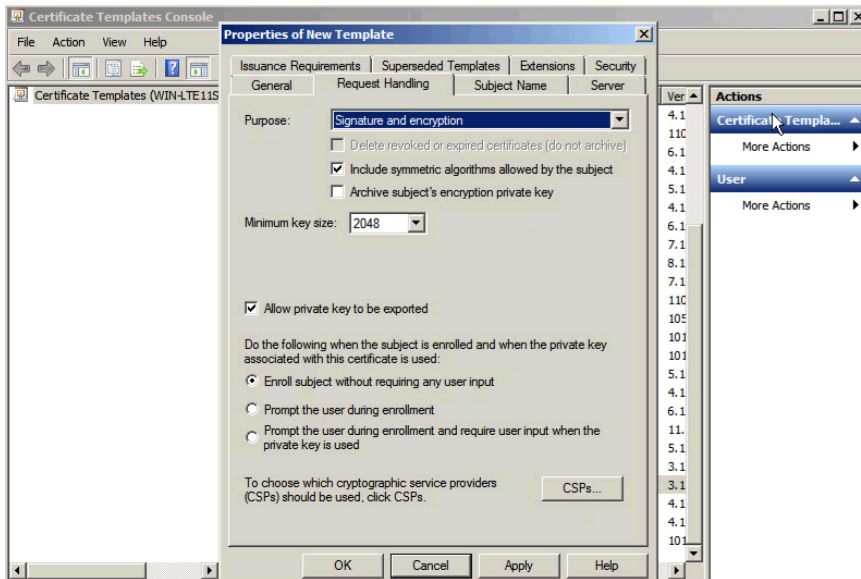 Certificate Templates Console
File Action View Help
Certificate Templates (WIN-LTE11S
Properties of New Template
Issuance Requirements Superseded Templates Extensions Security
General Request Handling Subject Name Server
Purpose: Signature and encryption
Delete revoked or expired certificates (do not archive)
Include symmetric algorithms allowed by the subject
Archive subject's encryption private key
Minimum key size: 2048
Allow private key to be exported
Do the following when the subject is enrolled and when the private key
associated with this certificate is used:
Enroll subject without requiring any user input
Prompt the user during enrollment
Prompt the user during enrollment and require user input when the
private key is used
To choose which cryptographic service providers
(CSPs) should be used, click CSPs.
CSPs...
OK Cancel Apply Help
Ver
4.1
110
6.1
4.1
5.1
4.1
6.1
7.1
8.1
7.1
110
105
101
101
5.1
4.1
6.1
11.
5.1
3.1
3.1
4.1
4.1
101
Actions
Certificate Templa...
More Actions
User
More Actions